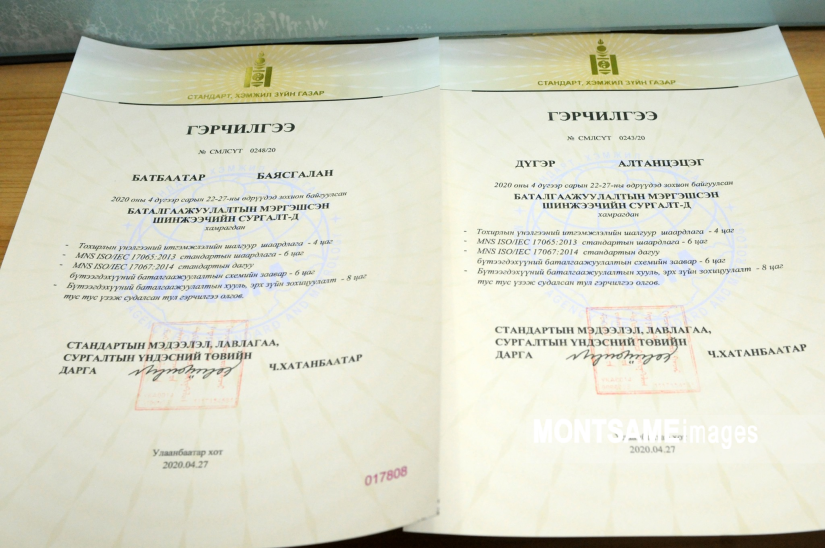 СТАНДАРТ, ХЭМЖИЛ ЗҮЙН ГАЗАР
ГЭРЧИЛГЭЭ
№ СМЛСҮТ 0248/20
БАТБААТАР БАЯСГАЛАН
2020 оны 4 дүгээр сарын 22-27-ны өдрүүдэд зохион байгуулсан
БАТАЛГААЖУУЛАЛТЫН МЭРГЭШСЭН
ШИНЖЭЭЧИЙН СУРГАЛТ-Д
хамрагдан
- Тохирлын үнэлгээний итгэмжлэлийн шалгуур шаардлага - 4 цаг
- MNS ISO/IEC 17065:2013 стандартын шаардлага - 6 цаг
- MNS ISO/IEC 17067:2014 стандартын дагуу
бүтээгдэхүүний баталгаажуулалтын схемийн заавар - 6 цаг
- Бүтээгдэхүүний баталгаажуулалтын хууль, эрх зүйн зохицуулалт - 8 цаг
тус тус үзэж судалсан тул гэрчилгээ олгов.
СТАНДАРТЫН МЭДЭЭЛЭЛ, ЛАВЛАГАА,
СУРГАЛТЫН ҮНДЭСНИЙ ТӨВИЙН
ДАРГА Ч.ХАТАНБААТАР
Улаанбаатар хот
2020.04.27
017808
СТАНДАРТ, ХЭМЖИЛ ЗҮЙН ГАЗАР
ГЭРЧИЛГЭЭ
№ СМЛСҮТ 0243/20
ДҮГЭР АЛТАНЦЭЦЭГ
2020 оны 4 дүгээр сарын 22-27-ны өдрүүдэд зохион байгуулсан
БАТАЛГААЖУУЛАЛТЫН МЭРГЭШСЭН
ШИНЖЭЭЧИЙН СУРГАЛТ-Д
хамрагдан
- Тохирлын үнэлгээний итгэмжлэлийн шалгуур шаардлага - 4 цаг
- MNS ISO/IEC 17065:2013 стандартын шаардлага - 6 цаг
- MNS ISO/IEC 17067:2014 стандартын дагуу
бүтээгдэхүүний баталгаажуулалтын схемийн заавар - 6 цаг
- Бүтээгдэхүүний баталгаажуулалтын хууль, эрх зүйн зохицуулалт - 8 цаг
тус тус үзэж судалсан тул гэрчилгээ олгов.
СТАНДАРТЫН МЭДЭЭЛЭЛ, ЛАВЛАГАА,
СУРГАЛТЫН ҮНДЭСНИЙ ТӨВИЙН
ДАРГА Ч.ХАТАНБААТАР
MONTSAMEimages
хот
2020.04.27